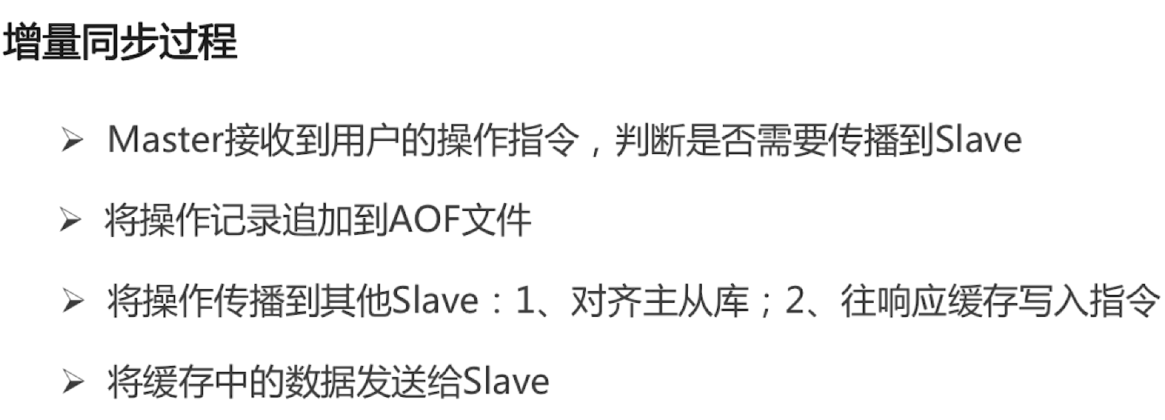 增量同步过程
➢ Master接收到用户的操作指令，判断是否需要传播到Slave
➢ 将操作记录追加到AOF文件
➢ 将操作传播到其他Slave：1、对齐主从库；2、往响应缓存写入指令
➢ 将缓存中的数据发送给Slave